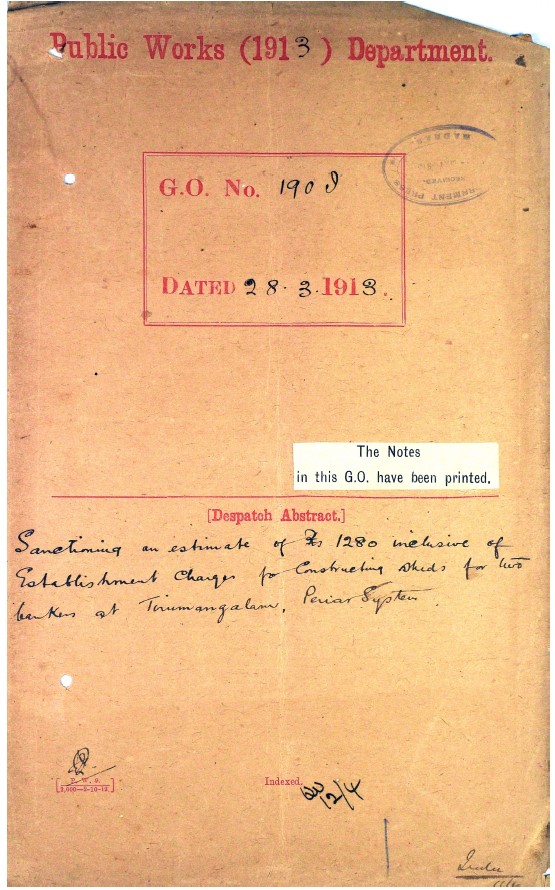 Public Works (1913) Department.
G.O. No. 190 I
DATED 28.3.1913.
The Notes
in this G.O. have been printed.
[Despatch Abstract.]
Sanctioning an estimate of Rs 1280 inclusive of
Establishment charges for constructing sheds for two
bankers at Tirumangalam, Periar System.
P. W. S.
Indexed.
12/4